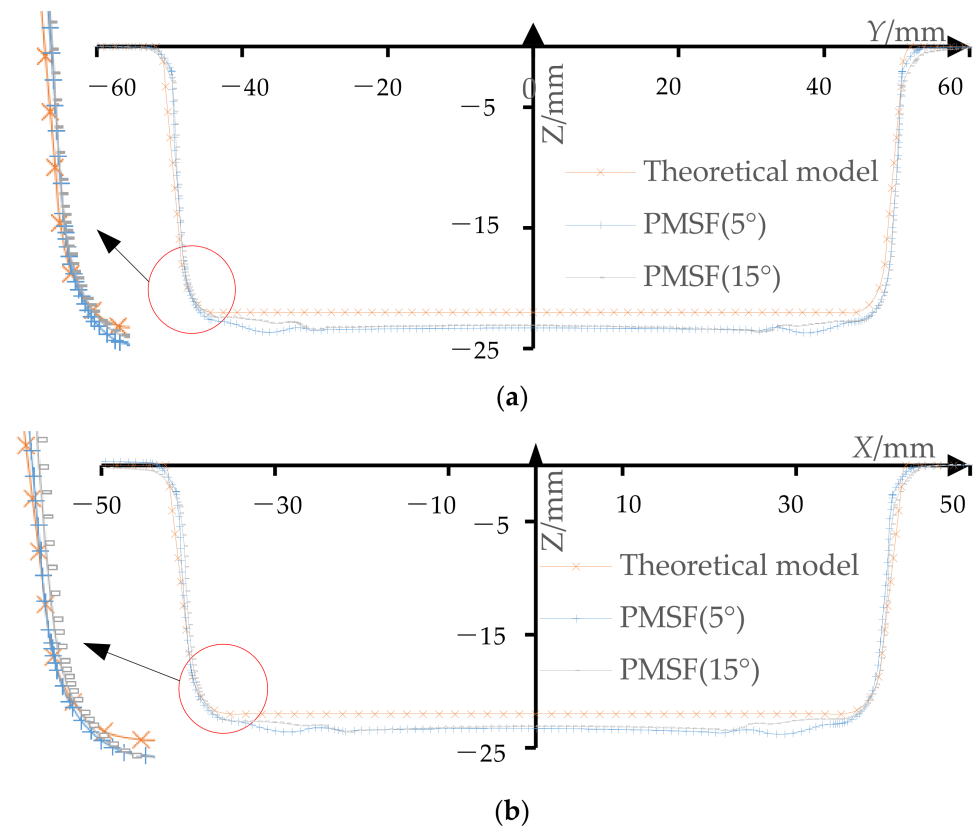 Y/mm
−60 −40 −20 0 20 40 60
Z/mm
−5
Theoretical model
PMSF(5°)
−15
PMSF(15°)
−25
(a)
X/mm
−50 −30 −10 10 30 50
Z/mm
−5
Theoretical model
PMSF(5°)
−15
PMSF(15°)
−25
(b)